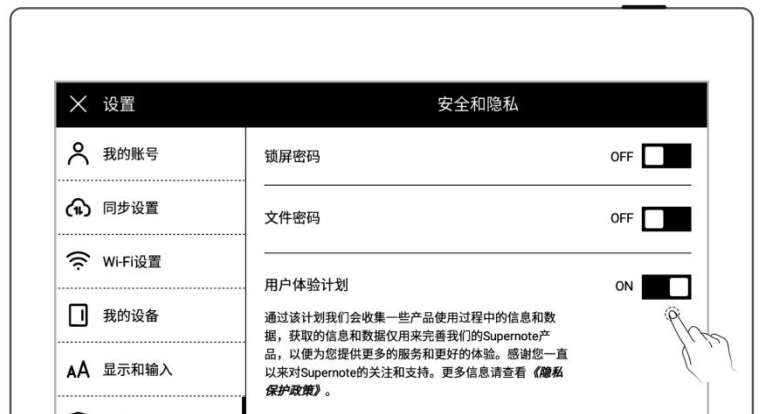 设置
安全和隐私
我的账号
同步设置
Wi-Fi设置
我的设备
显示和输入
锁屏密码
OFF
文件密码
OFF
用户体验计划
ON
通过该计划我们会收集一些产品使用过程中的信息和数
据，获取的信息和数据仅用来完善我们的Supernote产
品，以便为您提供更多的服务和更好的体验。感谢您一直
以来对Supernote的关注和支持。更多信息请查看《隐私
保护政策》。